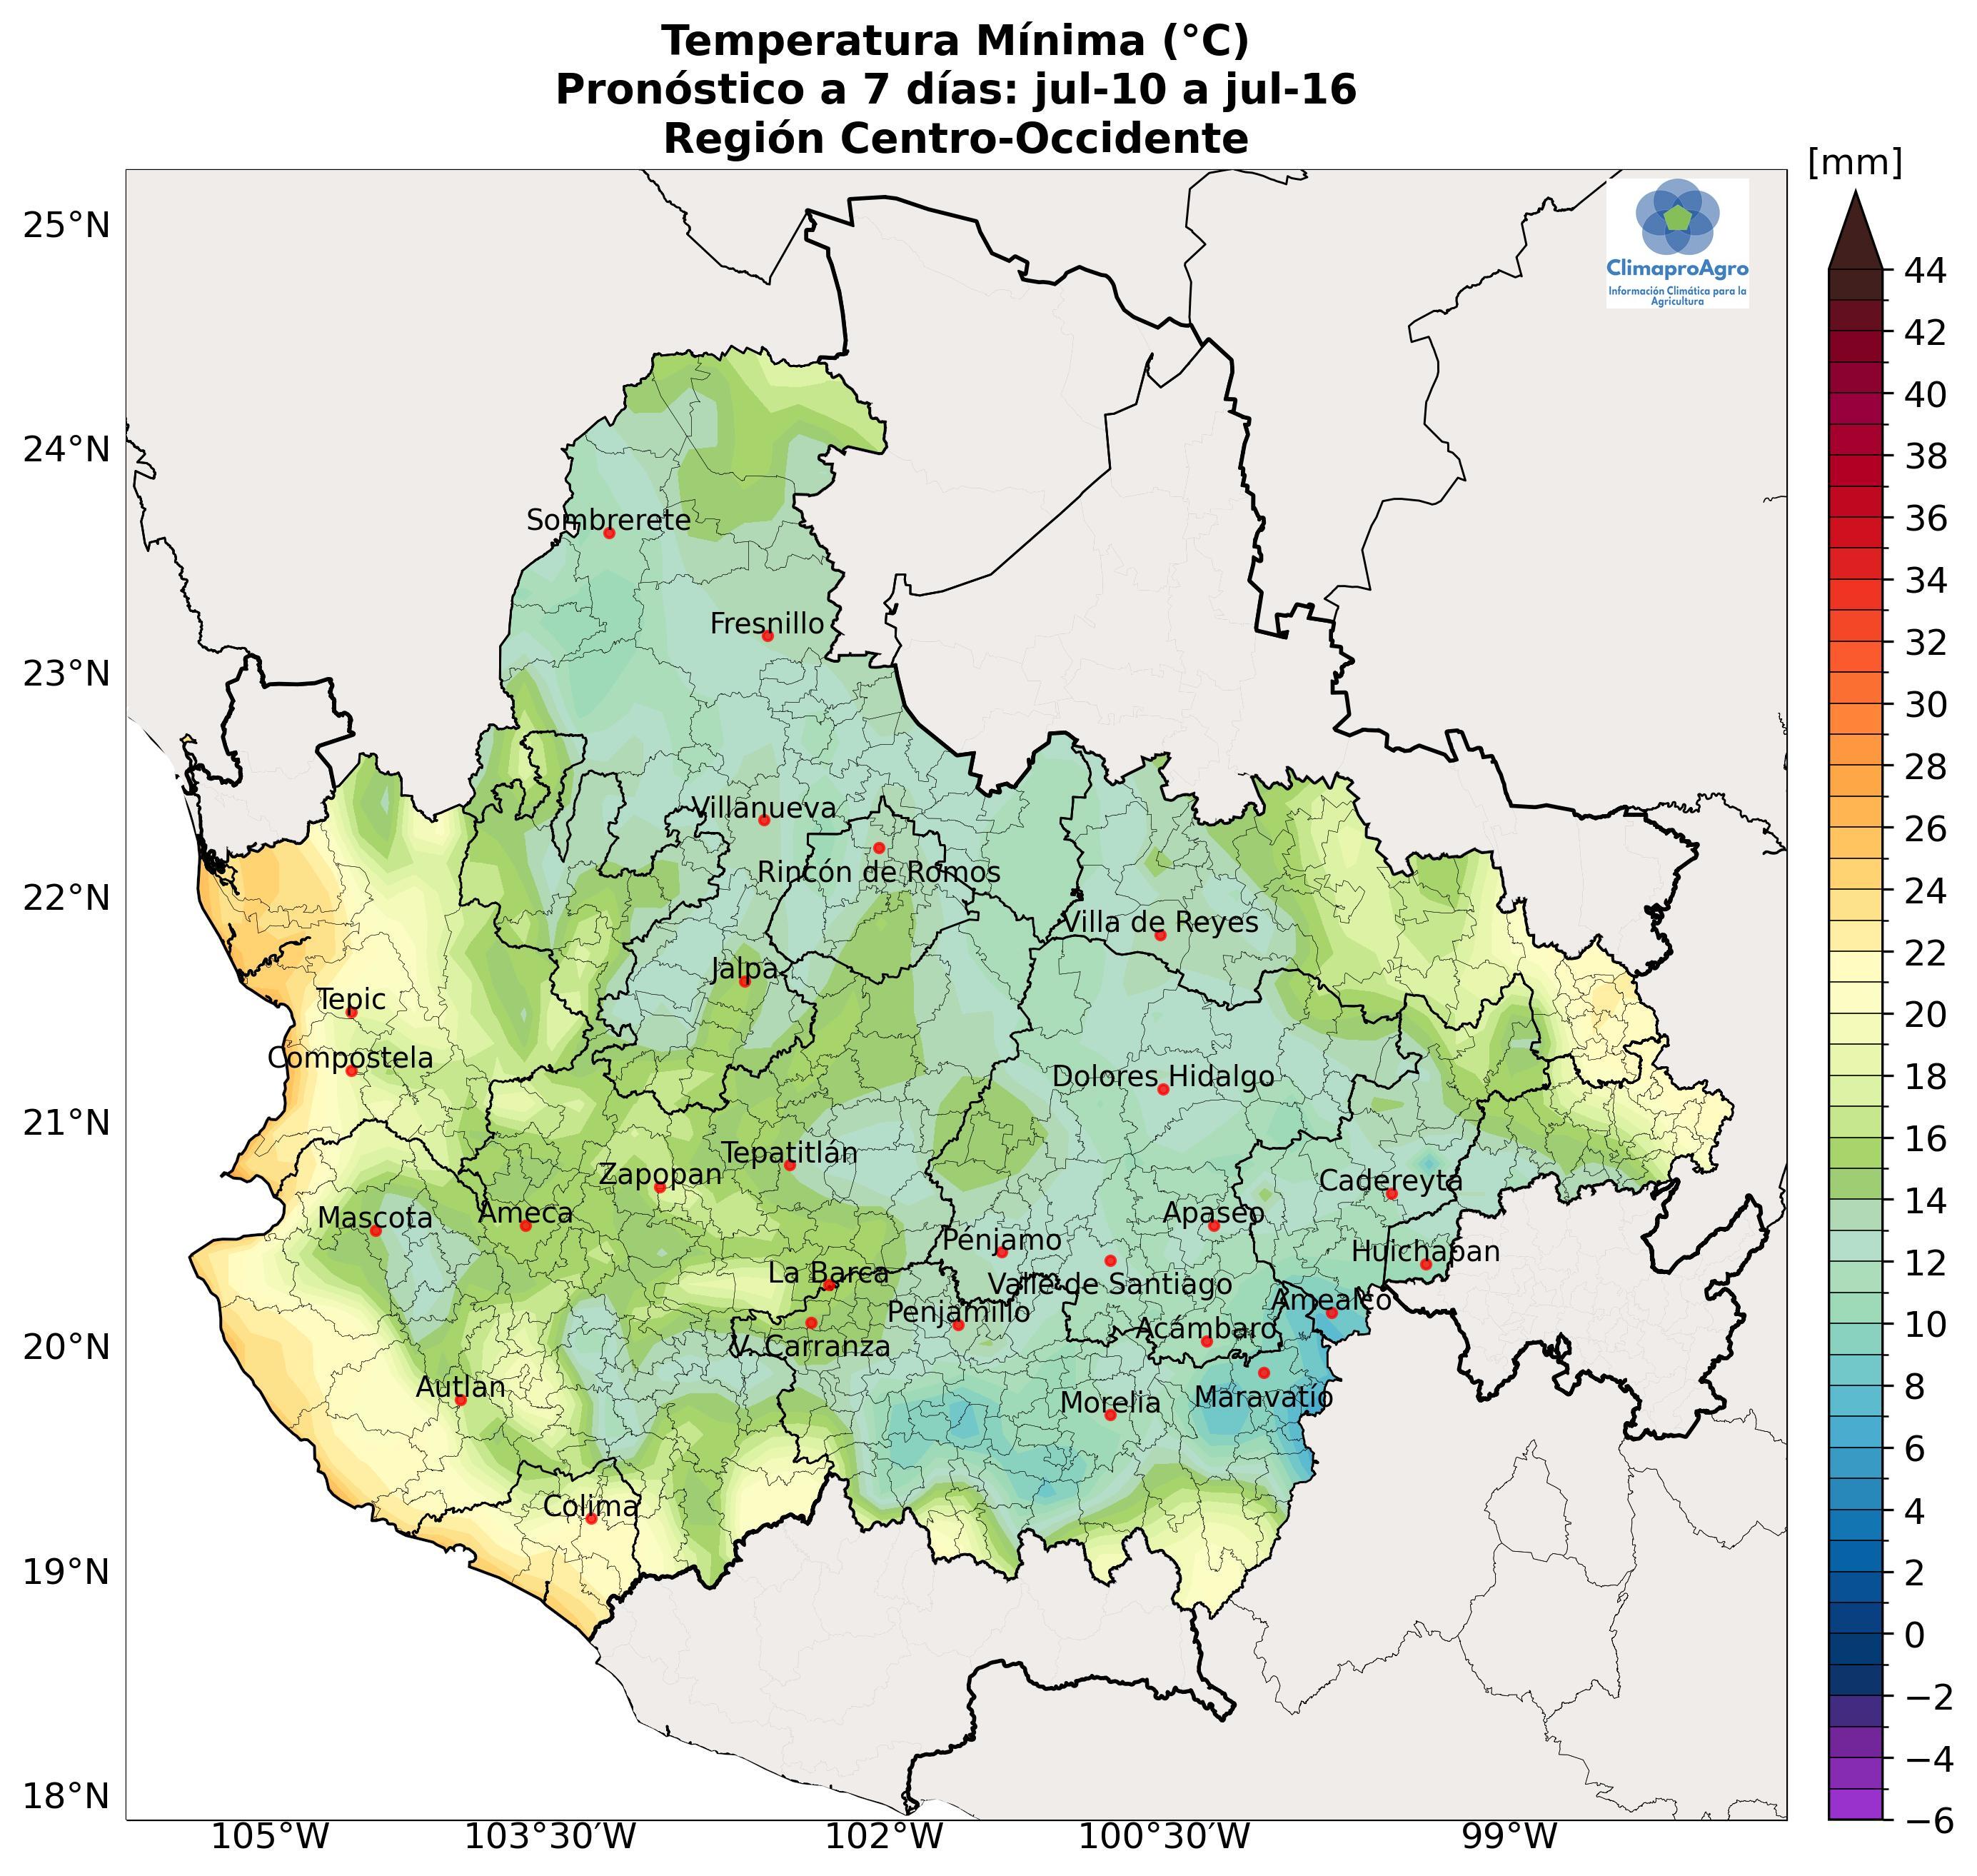 Temperatura Mínima (°C)
Pronóstico a 7 días: jul-10 a jul-16
Región Centro-Occidente
[mm]
ClimaproAgro
Información Climática para la
Agricultura
25°N
24°N
23°N
22°N
21°N
20°N
19°N
18°N
Sombrerete
Fresnillo
Villanueva
Rincón de Romos
Villa de Reyes
Jalpa
Tepic
Compostela
Dolores Hidalgo
Tepatitlán
Zapopan
Cadereyta
Mascota
Ameca
Apaseo
Pénjamo
Huichapan
La Barca
Valle de Santiago
Amealco
Penjamillo
Acámbaro
V. Carranza
Autlan
Maravatío
Morelia
Colima
105°W
103°30′W
102°W
100°30′W
99°W
44
42
40
38
36
34
32
30
28
26
24
22
20
18
16
14
12
10
8
6
4
2
0
−2
−4
−6